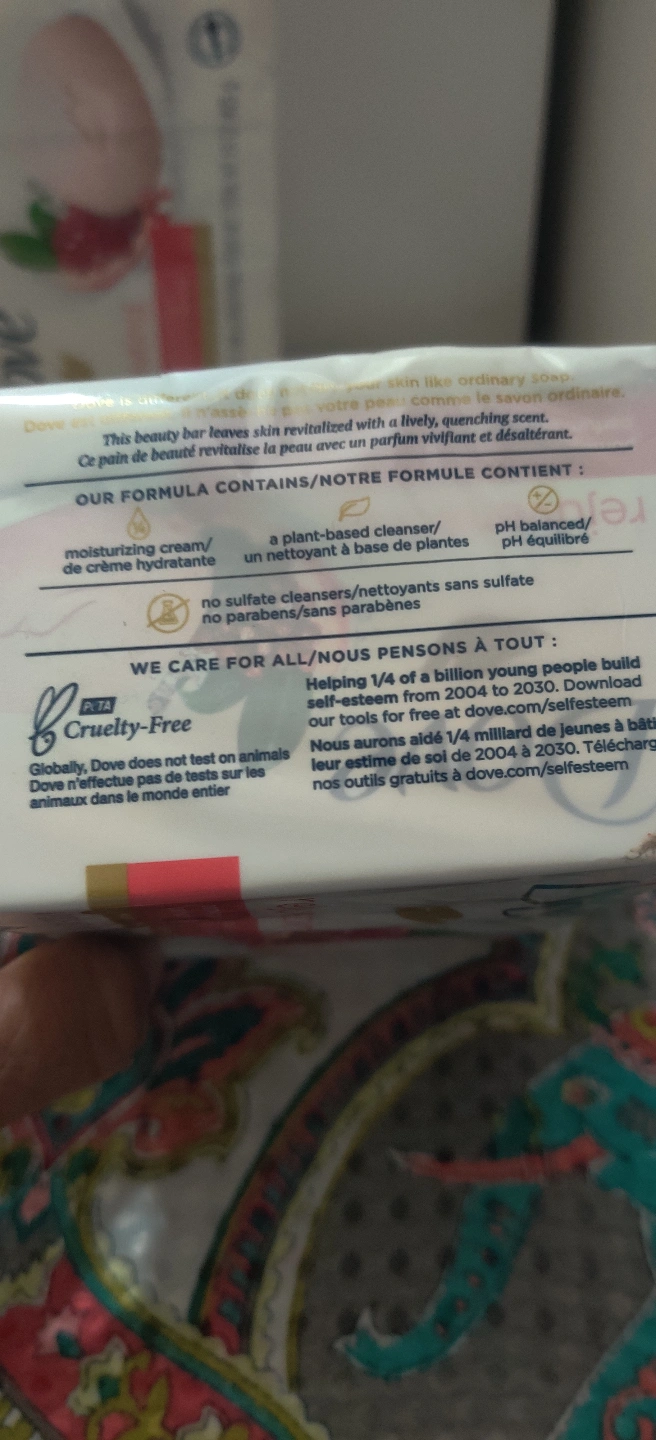 skin like ordinary soap.
votre peau comme le savon ordinaire.
This beauty bar leaves skin revitalized with a lively, quenching scent.
Ce pain de beauté revitalise la peau avec un parfum vivifiant et désaltérant.
OUR FORMULA CONTAINS/NOTRE FORMULE CONTIENT :
moisturizing cream/
de crème hydratante
a plant-based cleanser/
un nettoyant à base de plantes
pH balanced/
pH équilibré
no sulfate cleansers/nettoyants sans sulfate
no parabens/sans parabènes
WE CARE FOR ALL/NOUS PENSONS À TOUT :
PETA
Cruelty-Free
Globally, Dove does not test on animals
Dove n'effectue pas de tests sur les
animaux dans le monde entier
Helping 1/4 of a billion young people build
self-esteem from 2004 to 2030. Download
our tools for free at dove.com/selfesteem
Nous aurons aidé 1/4 milliard de jeunes à bâti
leur estime de soi de 2004 à 2030. Télécharg
nos outils gratuits à dove.com/selfesteem